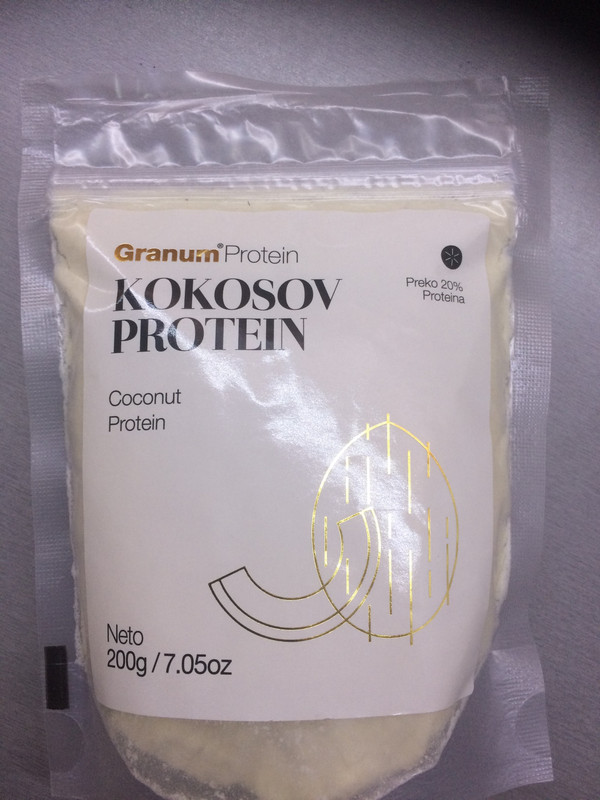 Granum® Protein
KOKOSOV
PROTEIN
Preko 20%
Proteina
Coconut
Protein
Neto
200g / 7.05oz